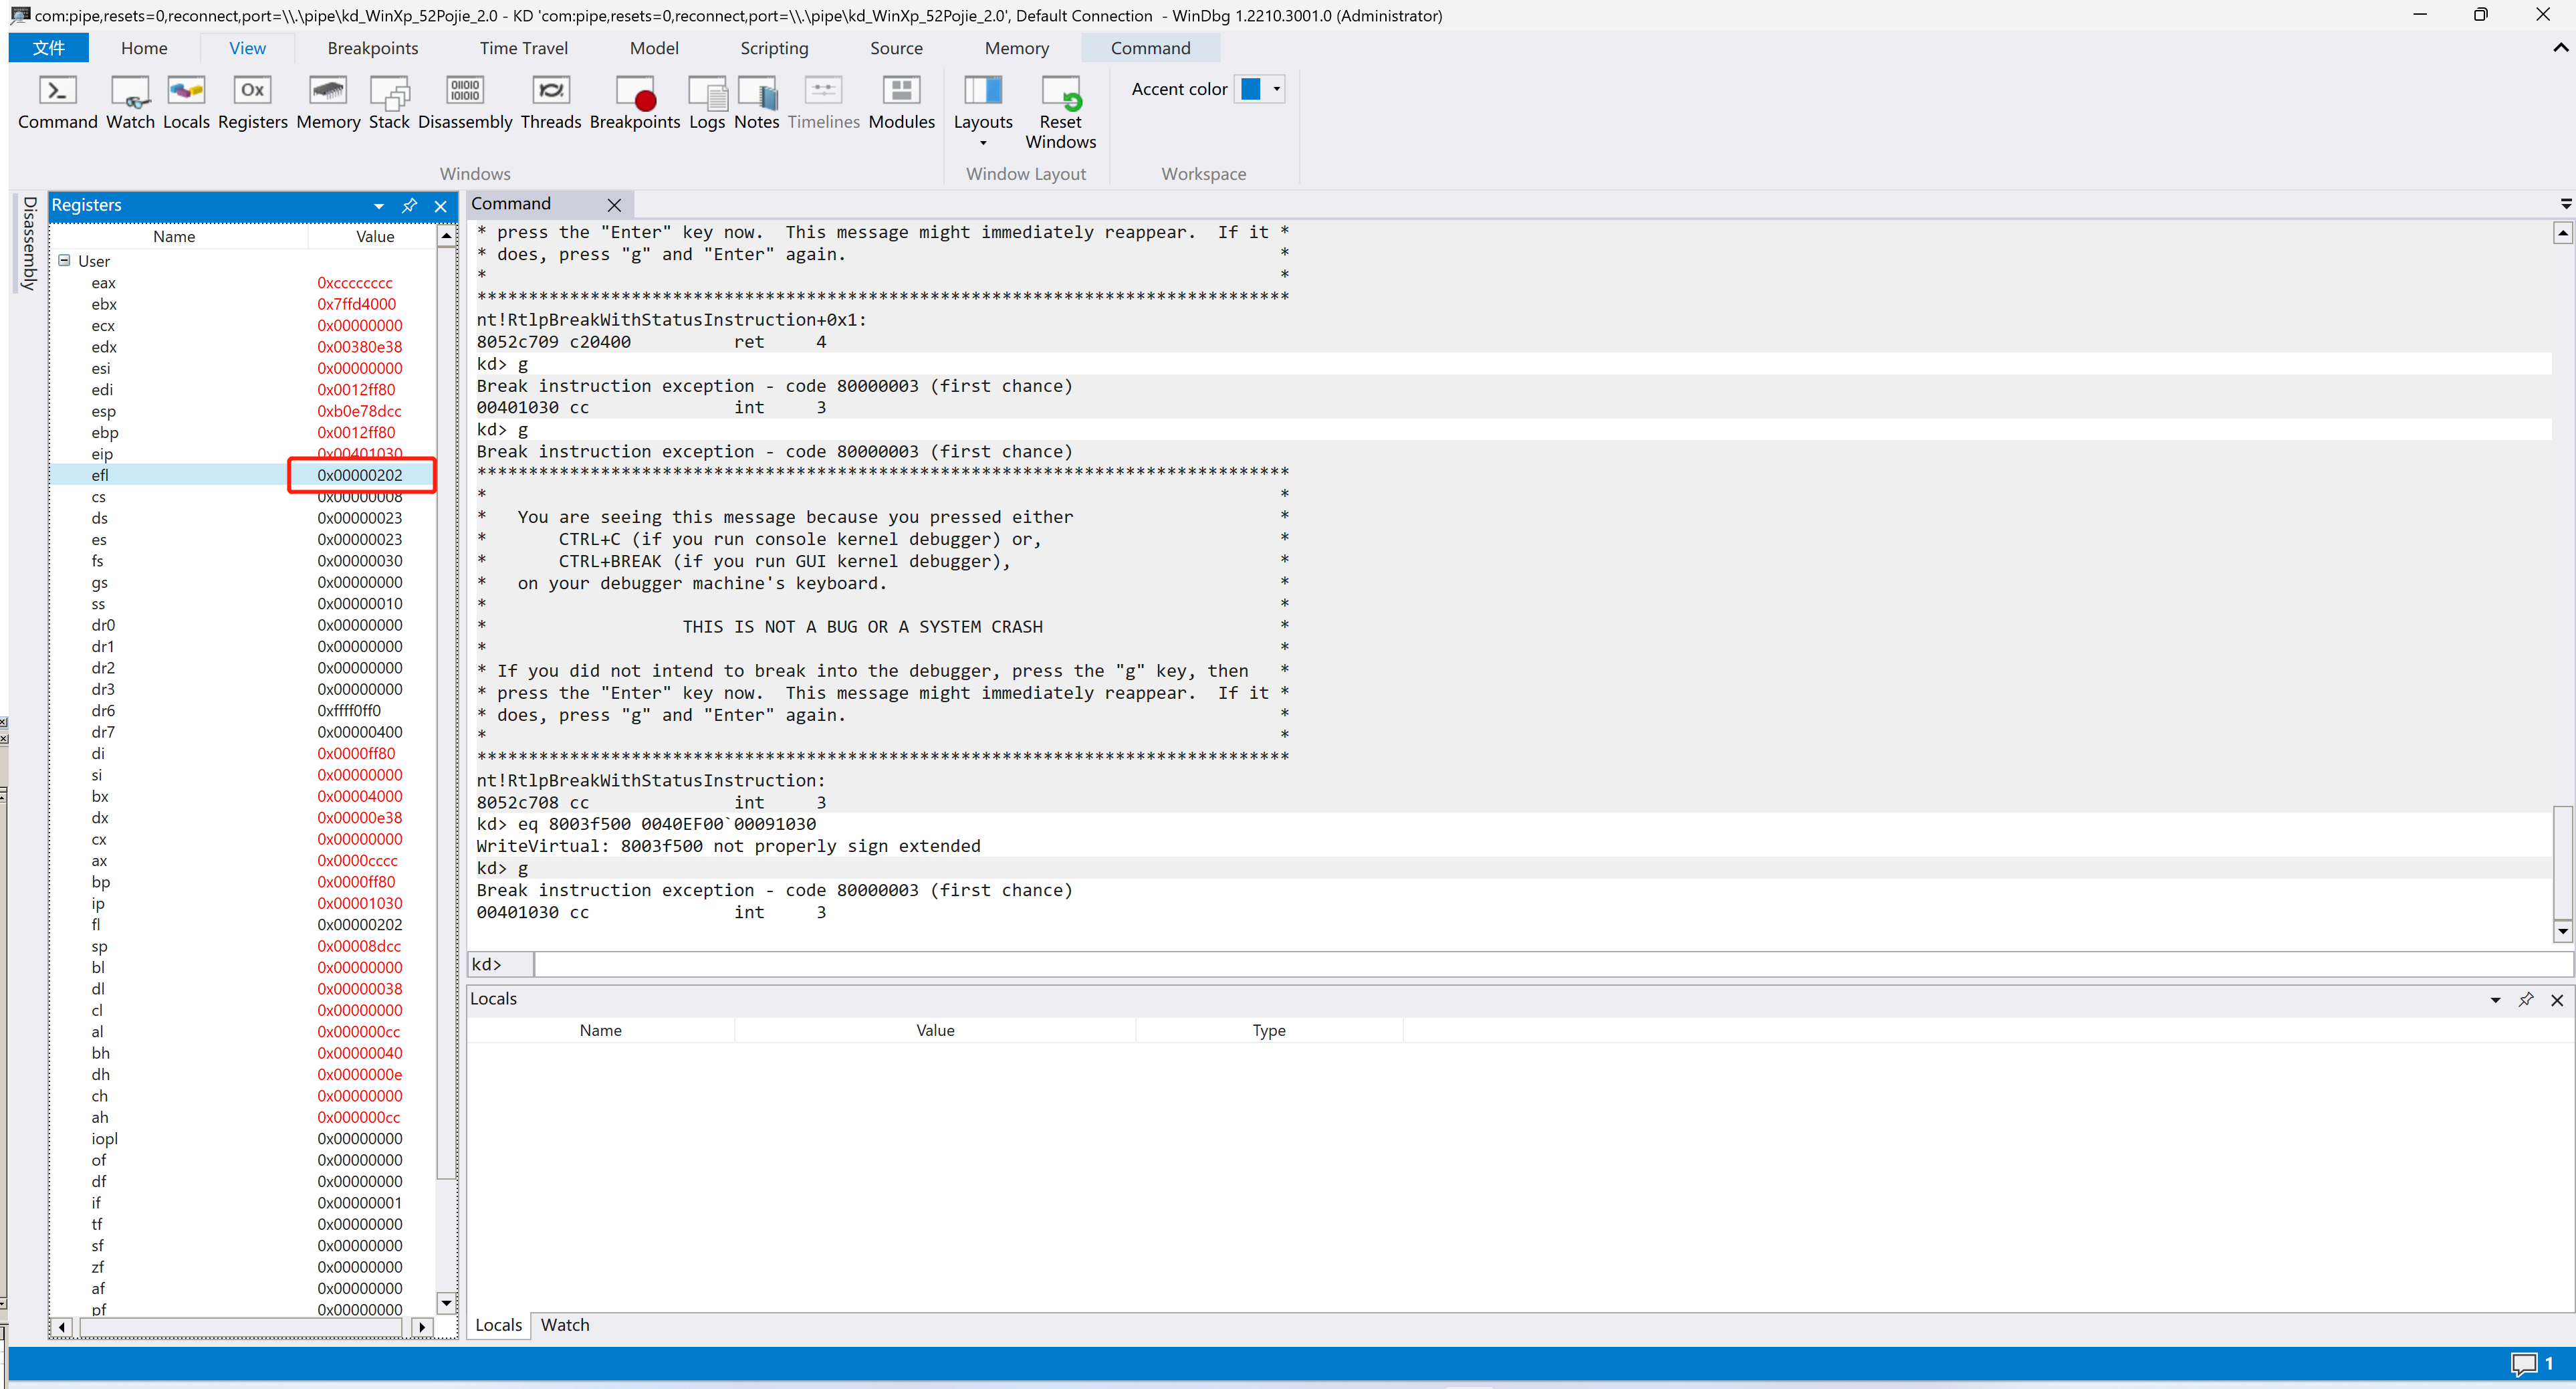 com:pipe,resets=0,reconnect,port=\\.\pipe\kd_WinXp_52Pojie_2.0 - KD 'com:pipe,resets=0,reconnect,port=\\.\pipe\kd_WinXp_52Pojie_2.0', Default Connection - WinDbg 1.2210.3001.0 (Administrator)
文件 Home View Breakpoints Time Travel Model Scripting Source Memory Command
Command Watch Locals Registers Memory Stack Disassembly Threads Breakpoints Logs Notes Timelines Modules Layouts Reset Windows Accent color
Windows Window Layout Workspace
Disassembly
Registers
Name Value
User
eax 0xcccccccc
ebx 0x7ffd4000
ecx 0x00000000
edx 0x00380e38
esi 0x00000000
edi 0x0012ff80
esp 0xb0e78dcc
ebp 0x0012ff80
eip 0x00401030
efl 0x00000202
cs 0x00000008
ds 0x00000023
es 0x00000023
fs 0x00000030
gs 0x00000000
ss 0x00000010
dr0 0x00000000
dr1 0x00000000
dr2 0x00000000
dr3 0x00000000
dr6 0xffff0ff0
dr7 0x00000400
di 0x0000ff80
si 0x00000000
bx 0x00004000
dx 0x00000e38
cx 0x00000000
ax 0x0000cccc
bp 0x0000ff80
ip 0x00001030
fl 0x00000202
sp 0x00008dcc
bl 0x00000000
dl 0x00000038
cl 0x00000000
al 0x000000cc
bh 0x00000040
dh 0x0000000e
ch 0x00000000
ah 0x000000cc
iopl 0x00000000
of 0x00000000
df 0x00000000
if 0x00000001
tf 0x00000000
sf 0x00000000
zf 0x00000000
af 0x00000000
pf 0x00000000
Command
* press the "Enter" key now.  This message might immediately reappear.  If it *
* does, press "g" and "Enter" again.                                          *
*                                                                             *
*******************************************************************************
nt!RtlpBreakWithStatusInstruction+0x1:
8052c709 c20400          ret     4
kd> g
Break instruction exception - code 80000003 (first chance)
00401030 cc              int     3
kd> g
Break instruction exception - code 80000003 (first chance)
*******************************************************************************
*                                                                             *
*   You are seeing this message because you pressed either                    *
*       CTRL+C (if you run console kernel debugger) or,                       *
*       CTRL+BREAK (if you run GUI kernel debugger),                          *
*   on your debugger machine's keyboard.                                      *
*                                                                             *
*                   THIS IS NOT A BUG OR A SYSTEM CRASH                       *
*                                                                             *
* If you did not intend to break into the debugger, press the "g" key, then   *
* press the "Enter" key now.  This message might immediately reappear.  If it *
* does, press "g" and "Enter" again.                                          *
*                                                                             *
*******************************************************************************
nt!RtlpBreakWithStatusInstruction:
8052c708 cc              int     3
kd> eq 8003f500 0040EF00`00091030
WriteVirtual: 8003f500 not properly sign extended
kd> g
Break instruction exception - code 80000003 (first chance)
00401030 cc              int     3
kd>
Locals
Name Value Type
Locals Watch
1